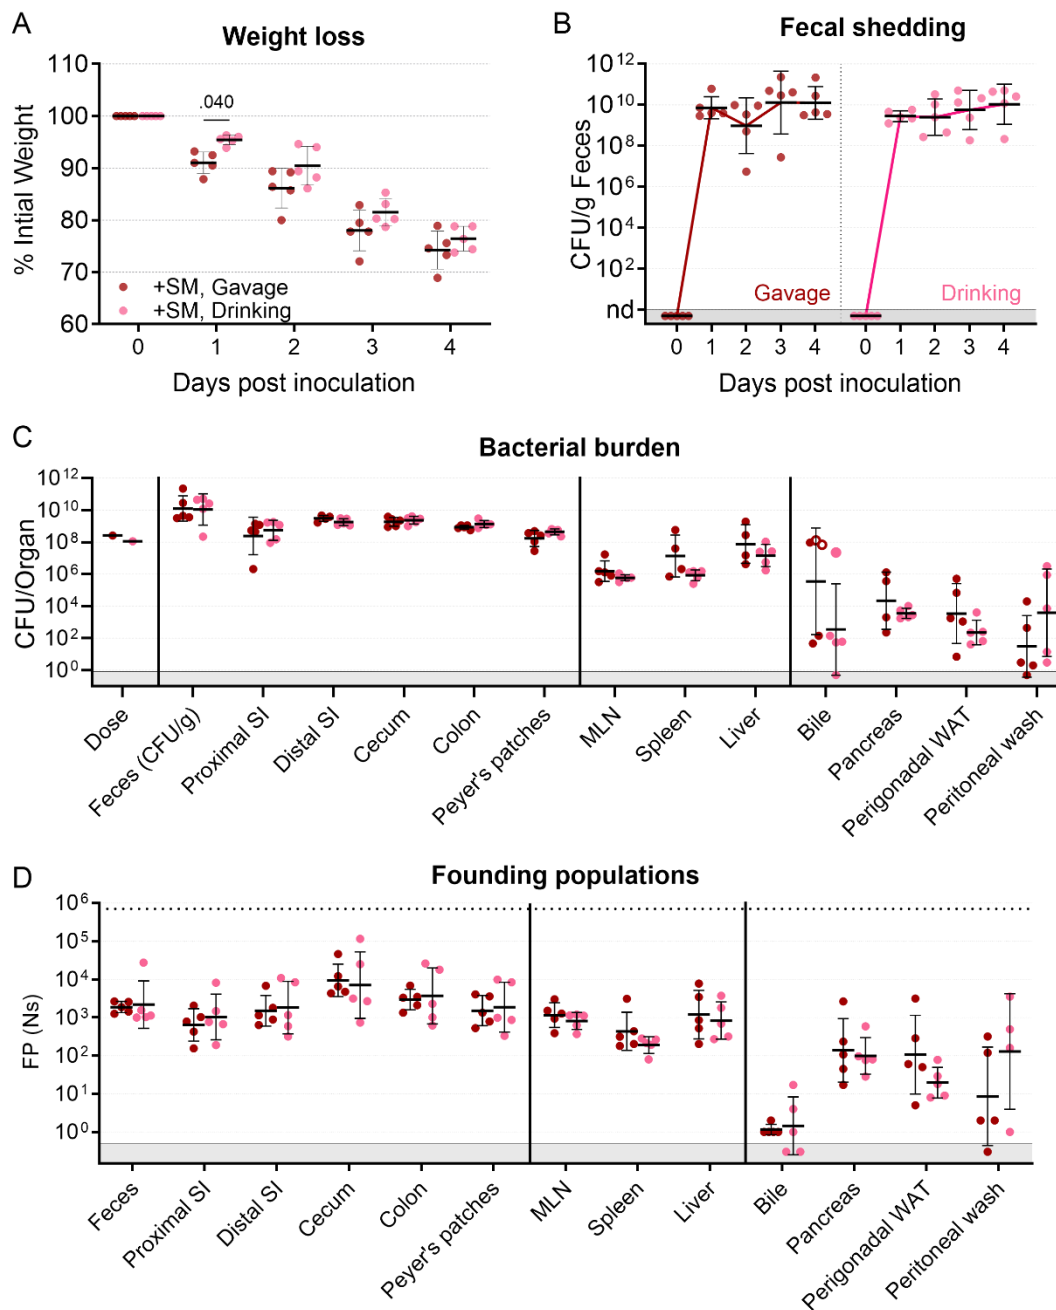 A
Weight loss
110
100
90
80
70
60
% Intial Weight
.040
+SM, Gavage
+SM, Drinking
0 1 2 3 4
Days post inoculation
B
Fecal shedding
10¹²
10¹⁰
10⁸
10⁶
10⁴
10²
nd
CFU/g Feces
Gavage
Drinking
0 1 2 3 4 0 1 2 3 4
Days post inoculation
C
Bacterial burden
10¹²
10¹⁰
10⁸
10⁶
10⁴
10²
10⁰
CFU/Organ
Dose
Feces (CFU/g)
Proximal SI
Distal SI
Cecum
Colon
Peyer's patches
MLN
Spleen
Liver
Bile
Pancreas
Perigonadal WAT
Peritoneal wash
D
Founding populations
10⁶
10⁵
10⁴
10³
10²
10¹
10⁰
FP (Ns)
Feces
Proximal SI
Distal SI
Cecum
Colon
Peyer's patches
MLN
Spleen
Liver
Bile
Pancreas
Perigonadal WAT
Peritoneal wash